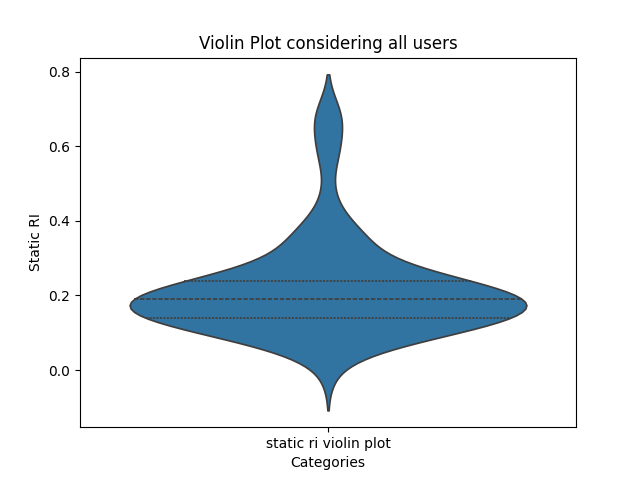 Violin Plot considering all users
0.8
0.6
0.4
0.2
0.0
Static RI
static ri violin plot
Categories